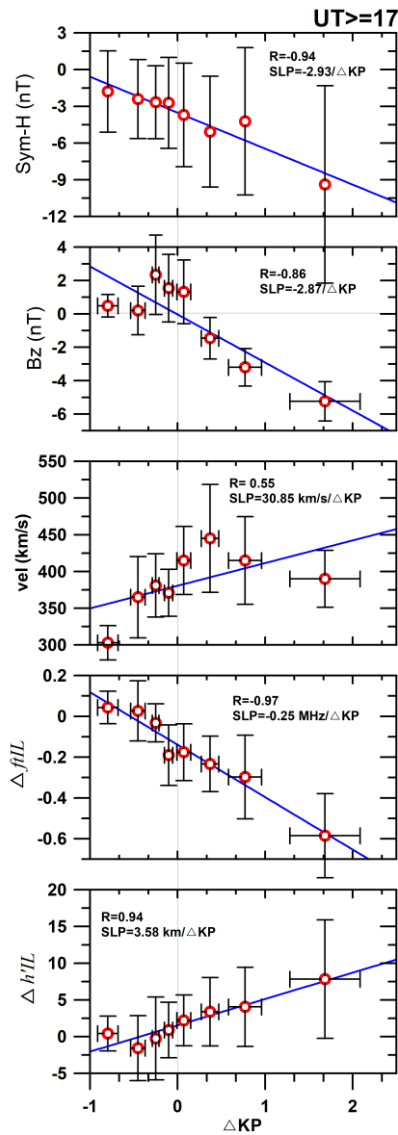 UT>=17
3
0
-3
-6
-9
-12
Sym-H (nT)
R=-0.94
SLP=-2.93/△KP
4
2
0
-2
-4
-6
Bz (nT)
R=-0.86
SLP=-2.87/△KP
550
500
450
400
350
300
vel (km/s)
R= 0.55
SLP=30.85 km/s/△KP
0.2
0
-0.2
-0.4
-0.6
△ftIL
R=-0.97
SLP=-0.25 MHz/△KP
20
15
10
5
0
-5
△ h'IL
R=0.94
SLP=3.58 km/△KP
-1 0 1 2
△KP